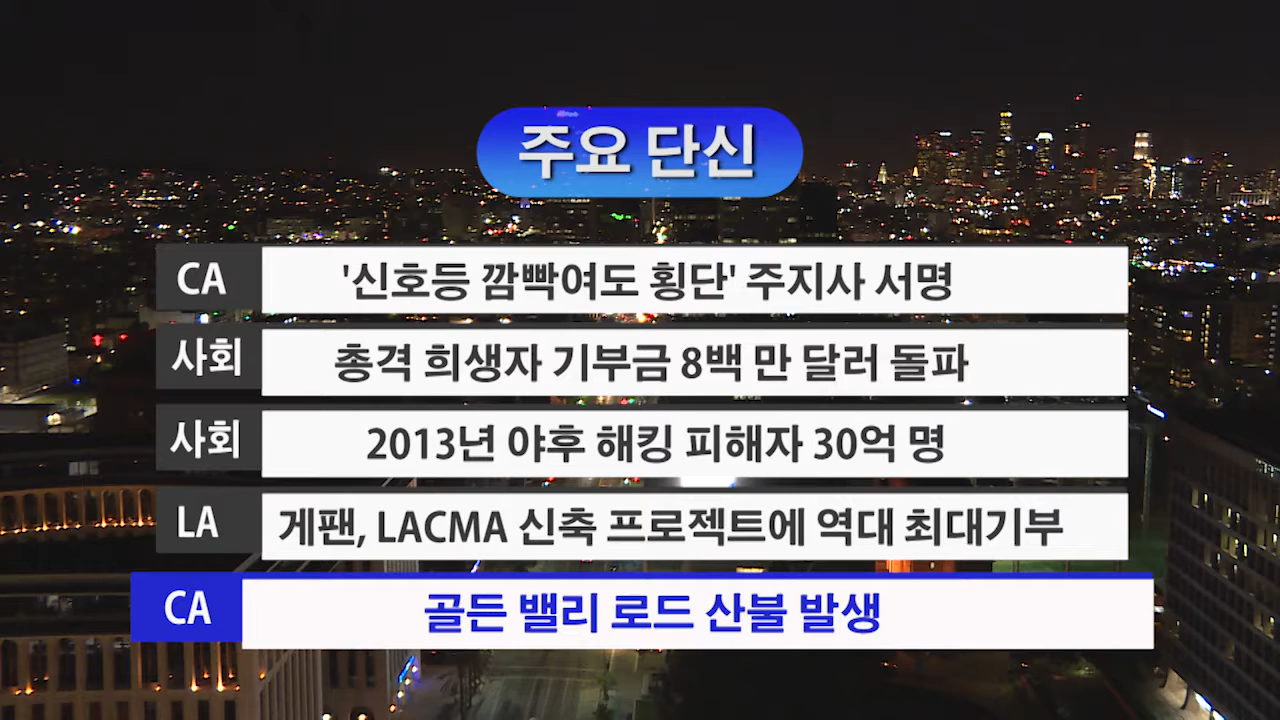 주요 단신
CA '신호등 깜빡여도 횡단' 주지사 서명
사회 총격 희생자 기부금 8백 만 달러 돌파
사회 2013년 야후 해킹 피해자 30억 명
LA 게팬, LACMA 신축 프로젝트에 역대 최대기부
CA 골든 밸리 로드 산불 발생